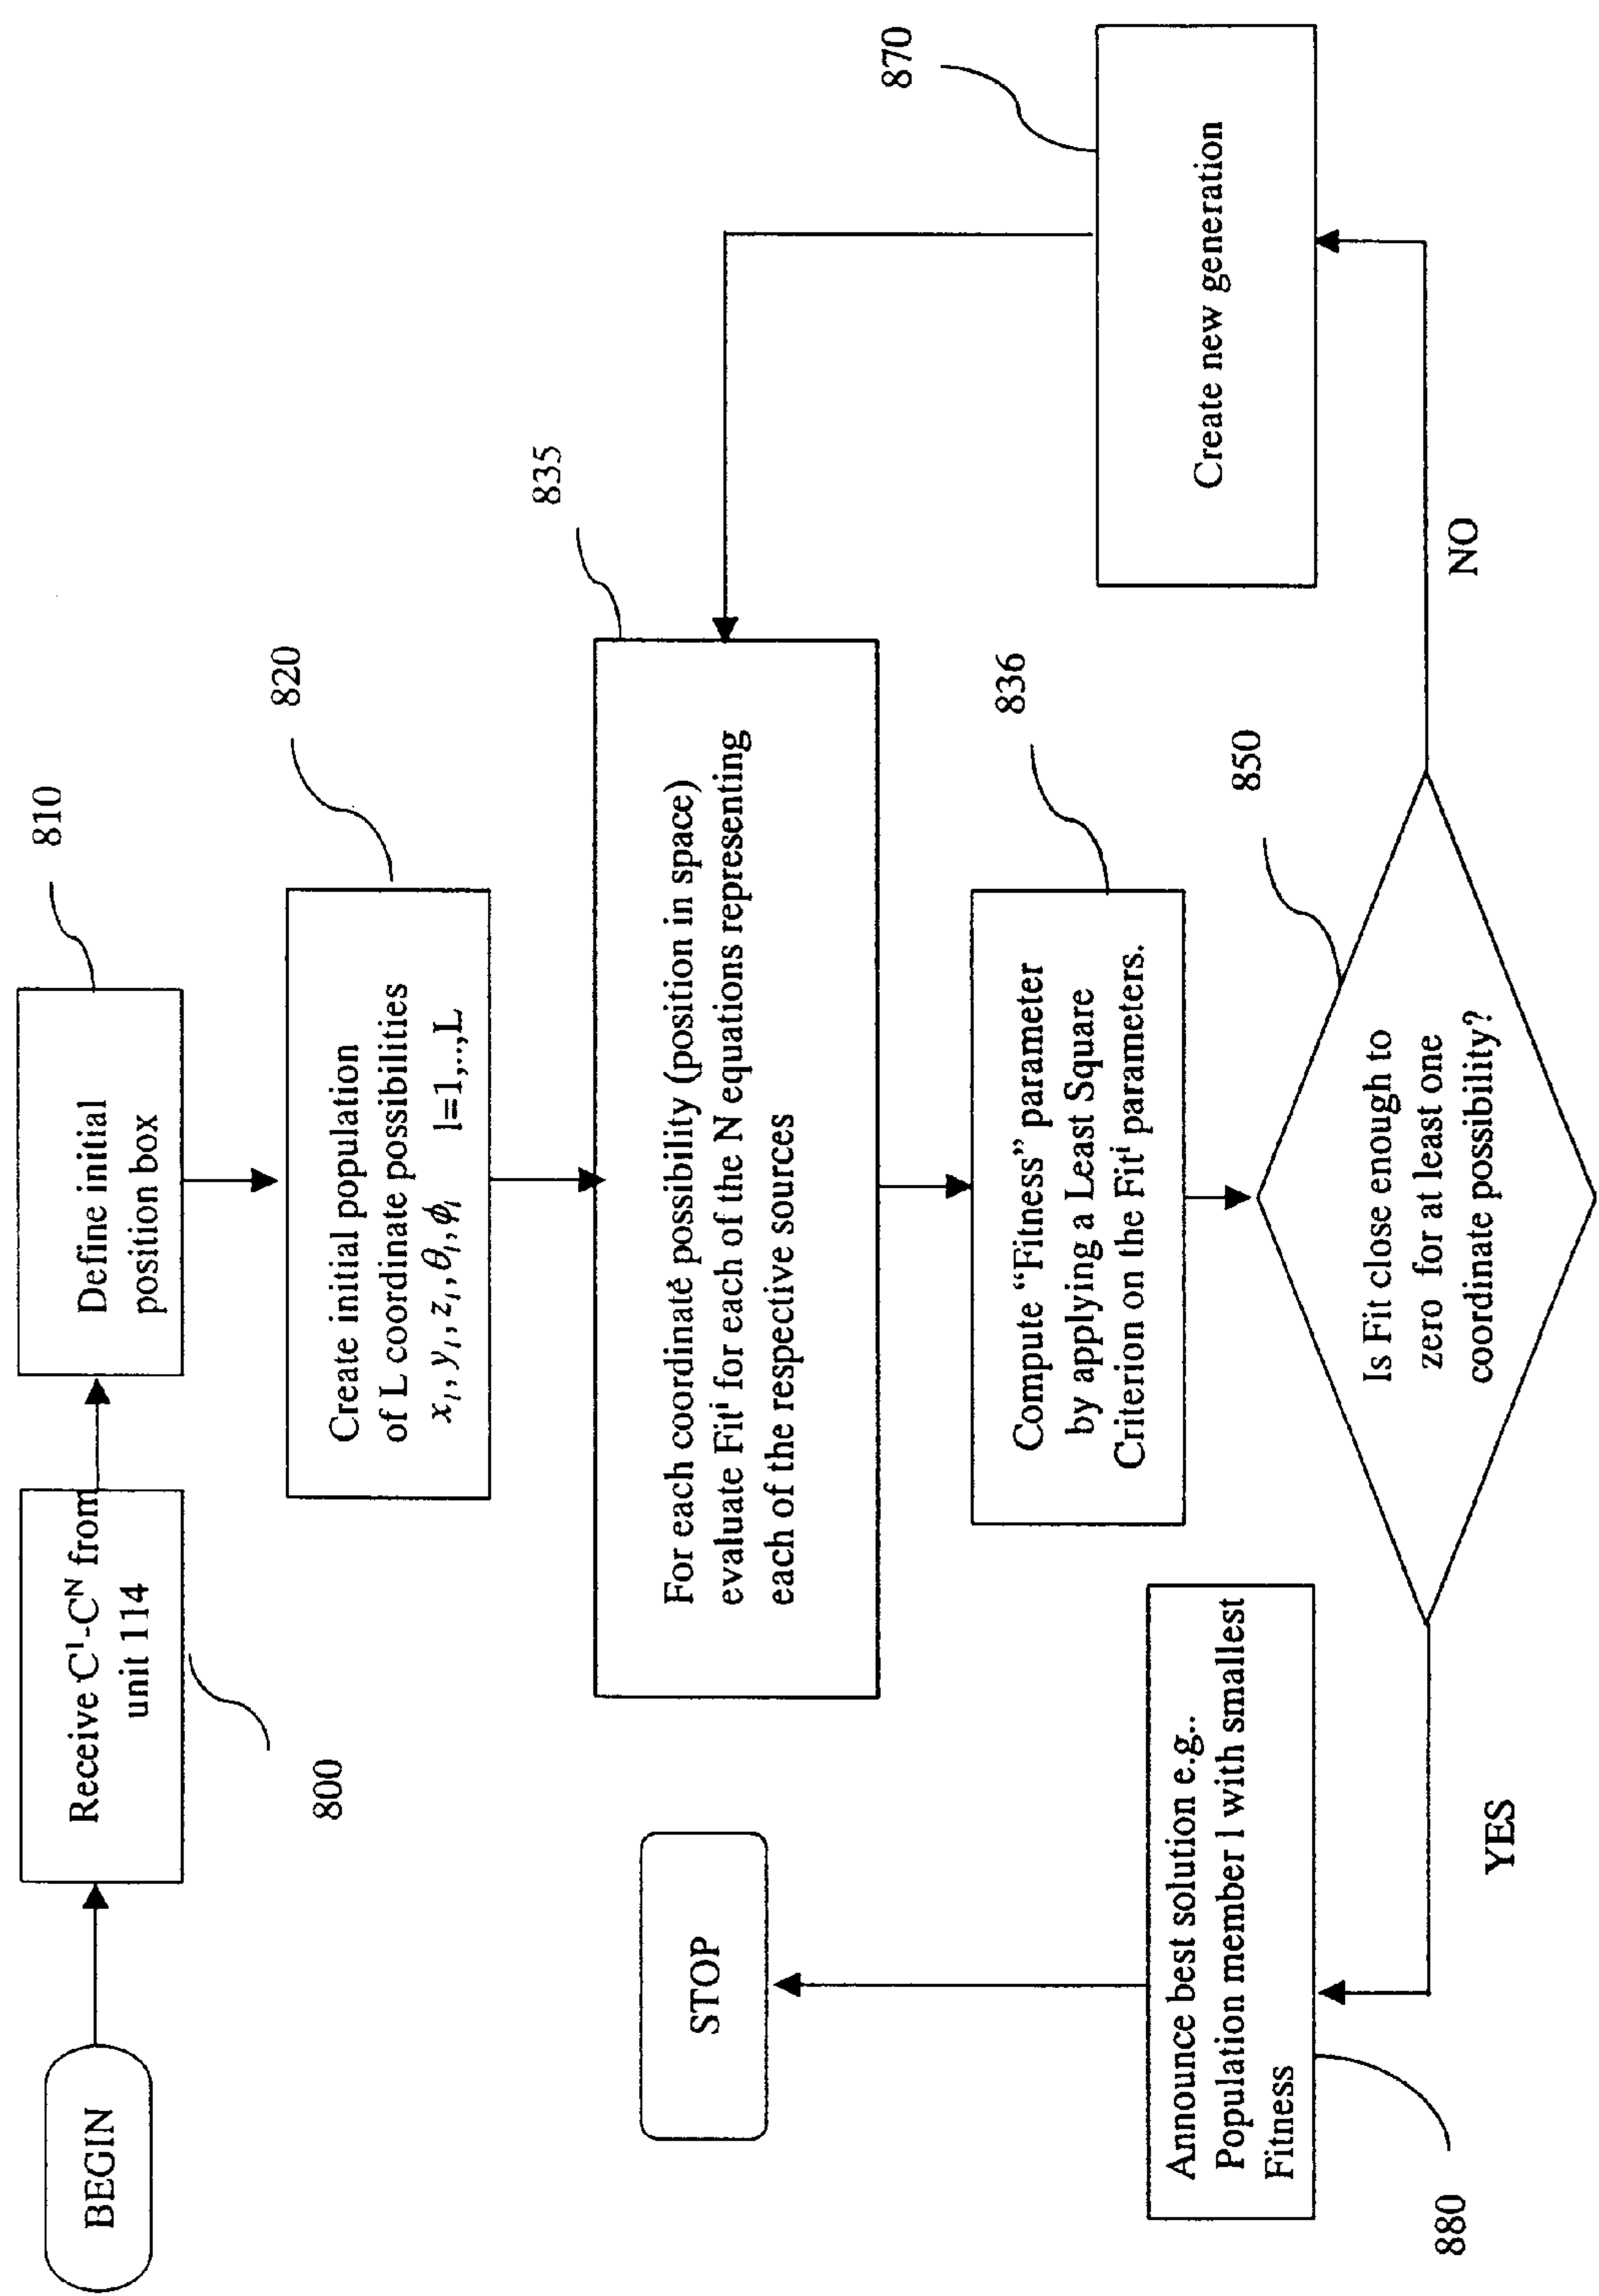 BEGIN
Receive C¹-Cᴺ from
unit 114
800
Define initial
position box
810
Create initial population
of L coordinate possibilities
xₗ, yₗ, zₗ, θₗ, ϕₗ l=1,..,L
820
For each coordinate possibility (position in space)
evaluate Fitⁱ for each of the N equations representing
each of the respective sources
835
Compute “Fitness” parameter
by applying a Least Square
Criterion on the Fitⁱ parameters.
836
Is Fit close enough to
zero for at least one
coordinate possibility?
850
NO
Create new generation
870
YES
Announce best solution e.g..
Population member l with smallest
Fitness
880
STOP